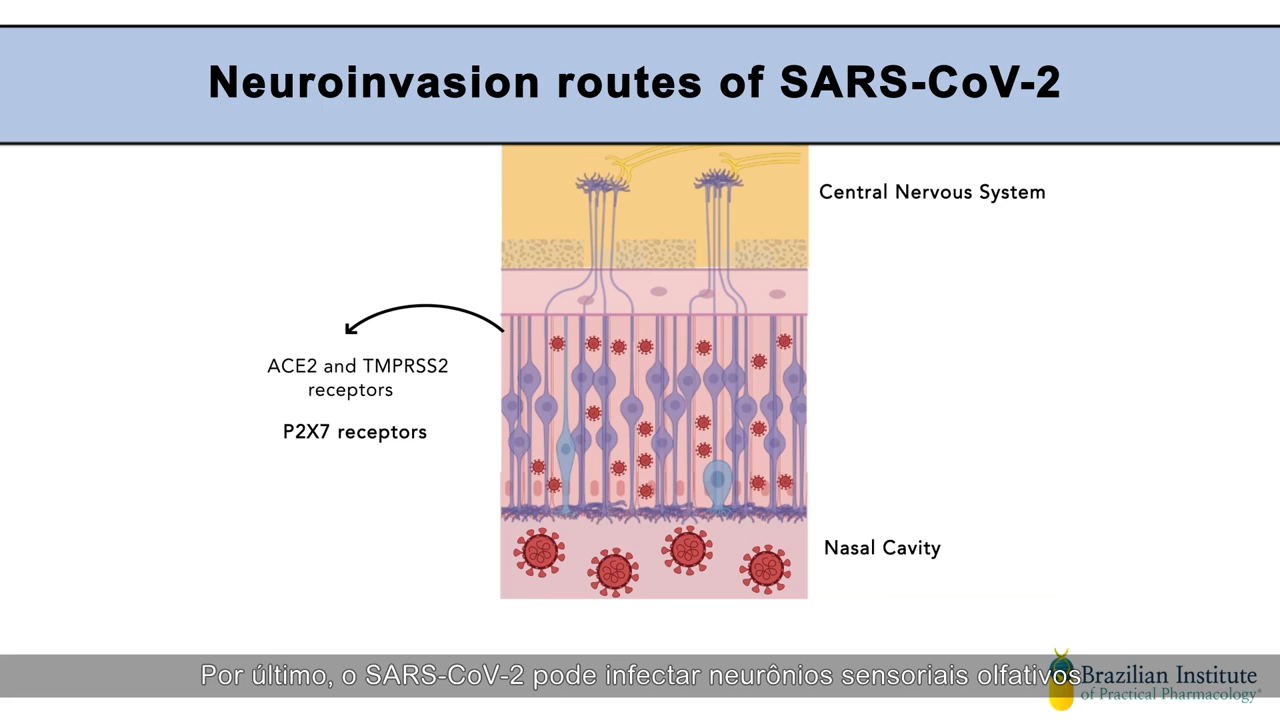 Neuroinvasion routes of SARS-CoV-2
Central Nervous System
ACE2 and TMPRSS2
receptors
P2X7 receptors
Nasal Cavity
Por último, o SARS-CoV-2 pode infectar neurônios sensoriais olfativos
Brazilian Institute
of Practical Pharmacology